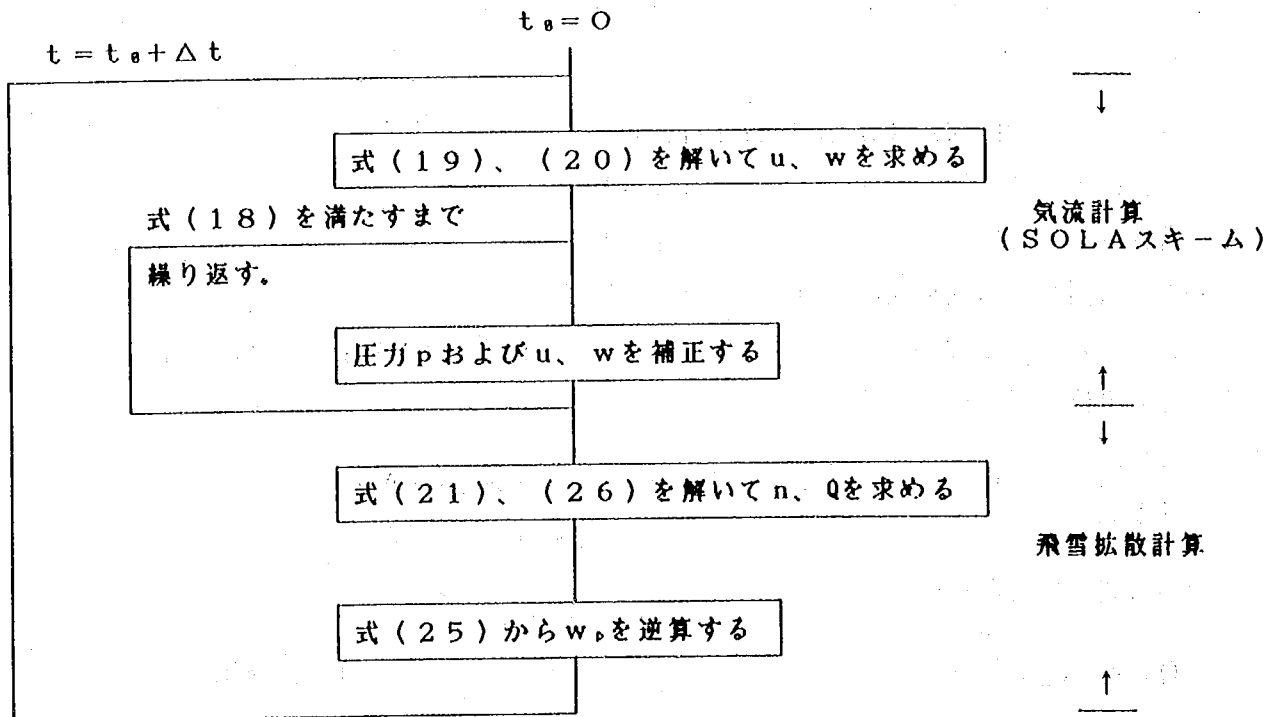 t₀=0
t=t₀+△t
式(19)、(20)を解いてu、wを求める
式(18)を満たすまで
繰り返す。
気流計算
(SOLAスキーム)
圧力pおよびu、wを補正する
式(21)、(26)を解いてn、Qを求める
飛雪拡散計算
式(25)からwₚを逆算する